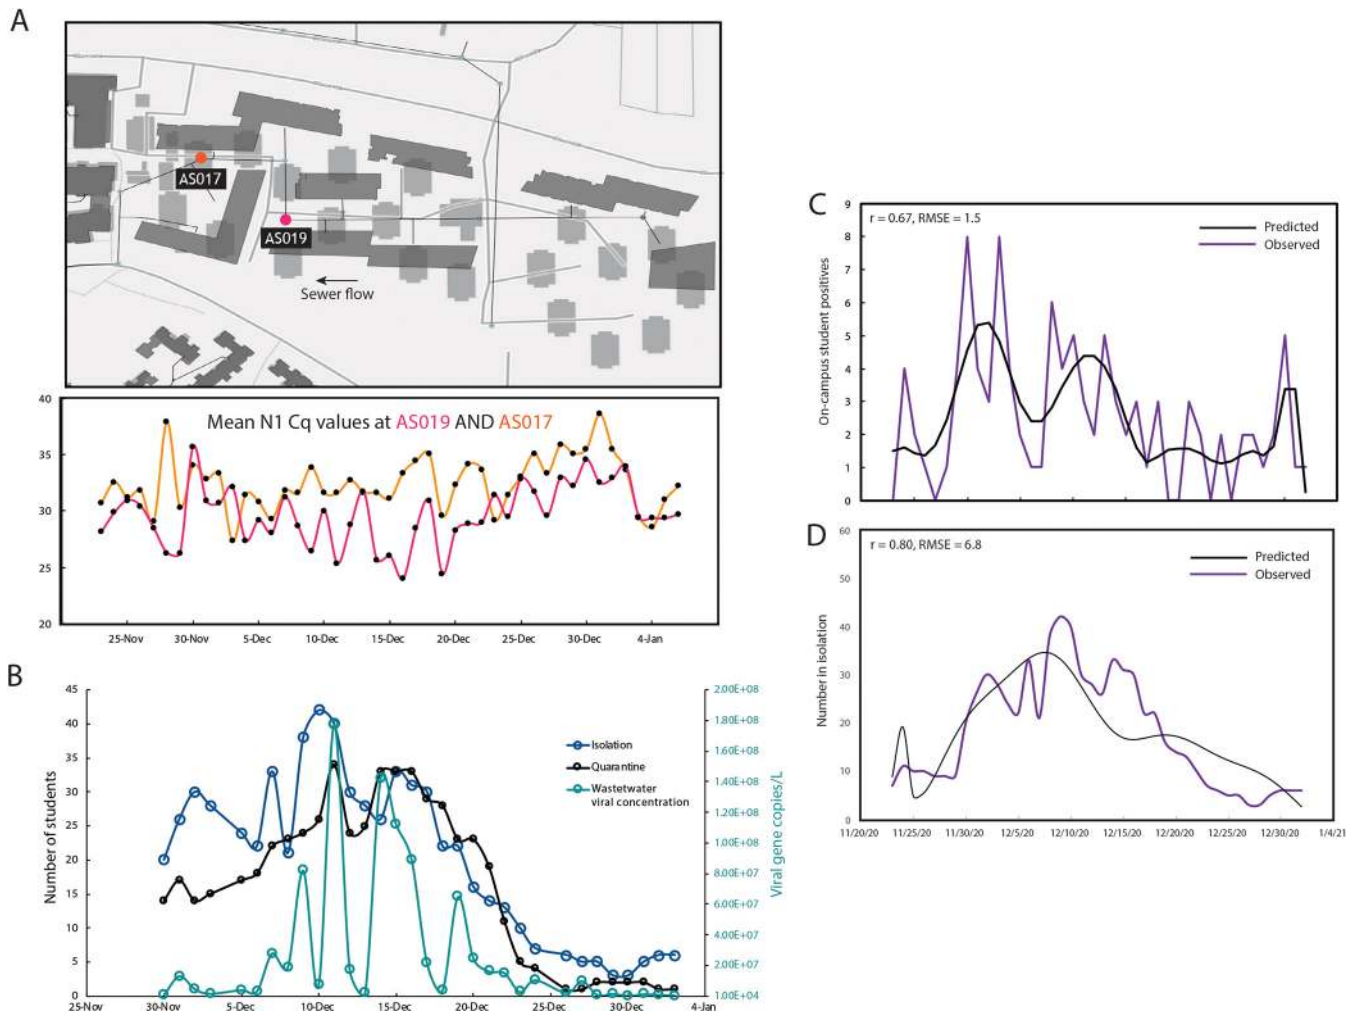 A
AS017
AS019
Sewer flow
40
35
30
25
20
Mean N1 Cq values at AS019 AND AS017
25-Nov 30-Nov 5-Dec 10-Dec 15-Dec 20-Dec 25-Dec 30-Dec 4-Jan
B
Number of students
45
40
35
30
25
20
15
10
5
0
Isolation
Quarantine
Wastetwater
viral concentration
2.00E+08
1.80E+08
1.60E+08
1.40E+08
1.20E+08
1.00E+08
8.00E+07
6.00E+07
4.00E+07
2.00E+07
1.00E+04
Viral gene copies/L
25-Nov 30-Nov 5-Dec 10-Dec 15-Dec 20-Dec 25-Dec 30-Dec 4-Jan
C
On-campus student positives
9
8
7
6
5
4
3
2
1
0
r = 0.67, RMSE = 1.5
Predicted
Observed
D
Number in isolation
60
50
40
30
20
10
0
r = 0.80, RMSE = 6.8
Predicted
Observed
11/20/20 11/25/20 11/30/20 12/5/20 12/10/20 12/15/20 12/20/20 12/25/20 12/30/20 1/4/21